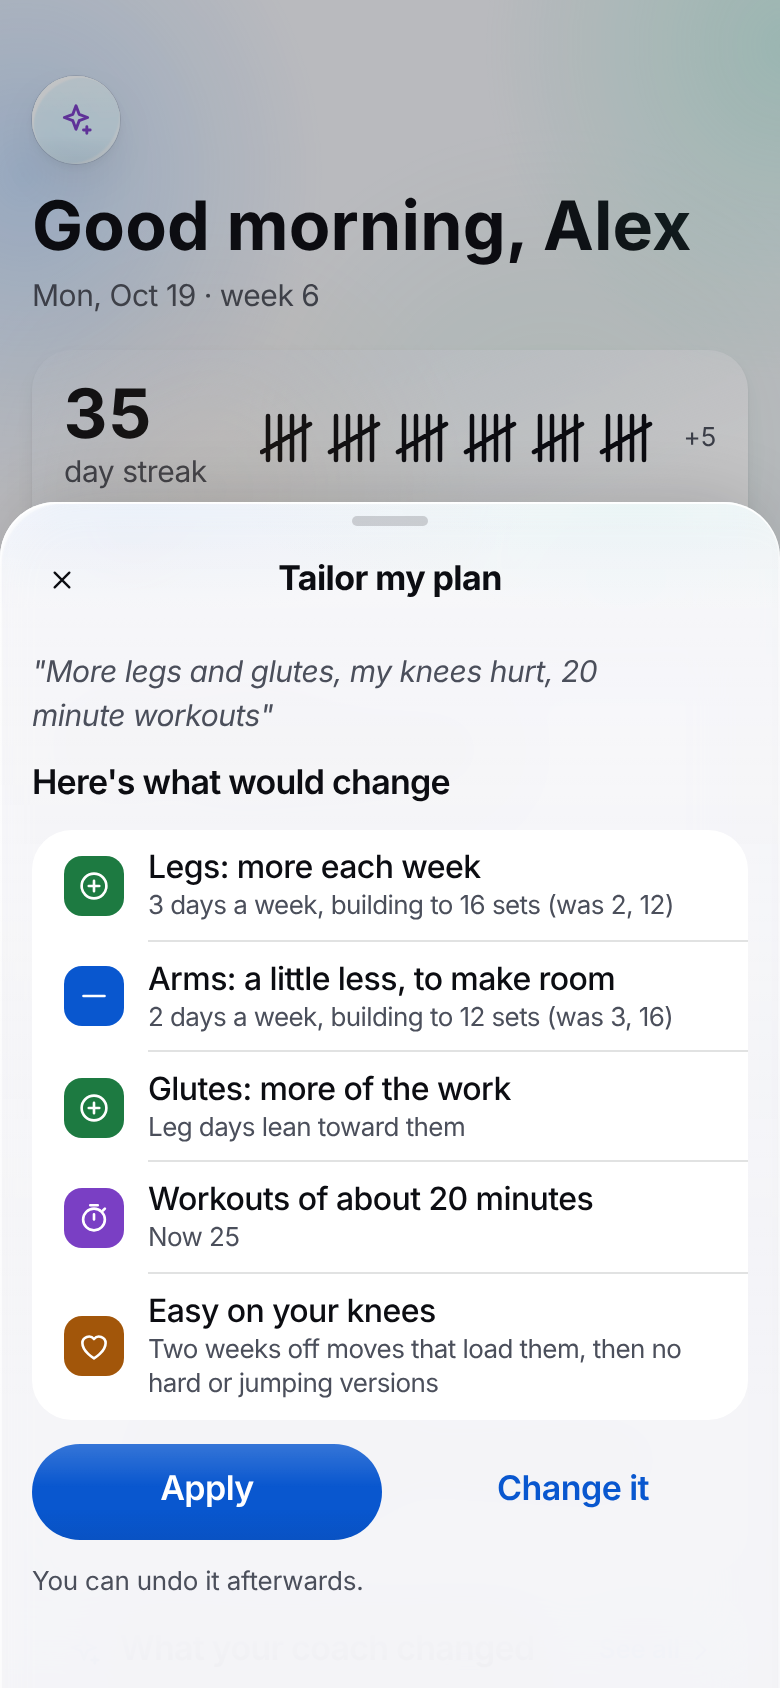 Good morning, Alex
Mon, Oct 19 · week 6
35
day streak
+5
Tailor my plan
"More legs and glutes, my knees hurt, 20
minute workouts"
Here's what would change
Legs: more each week
3 days a week, building to 16 sets (was 2, 12)
Arms: a little less, to make room
2 days a week, building to 12 sets (was 3, 16)
Glutes: more of the work
Leg days lean toward them
Workouts of about 20 minutes
Now 25
Easy on your knees
Two weeks off moves that load them, then no
hard or jumping versions
Apply
Change it
You can undo it afterwards.
What your coach changed